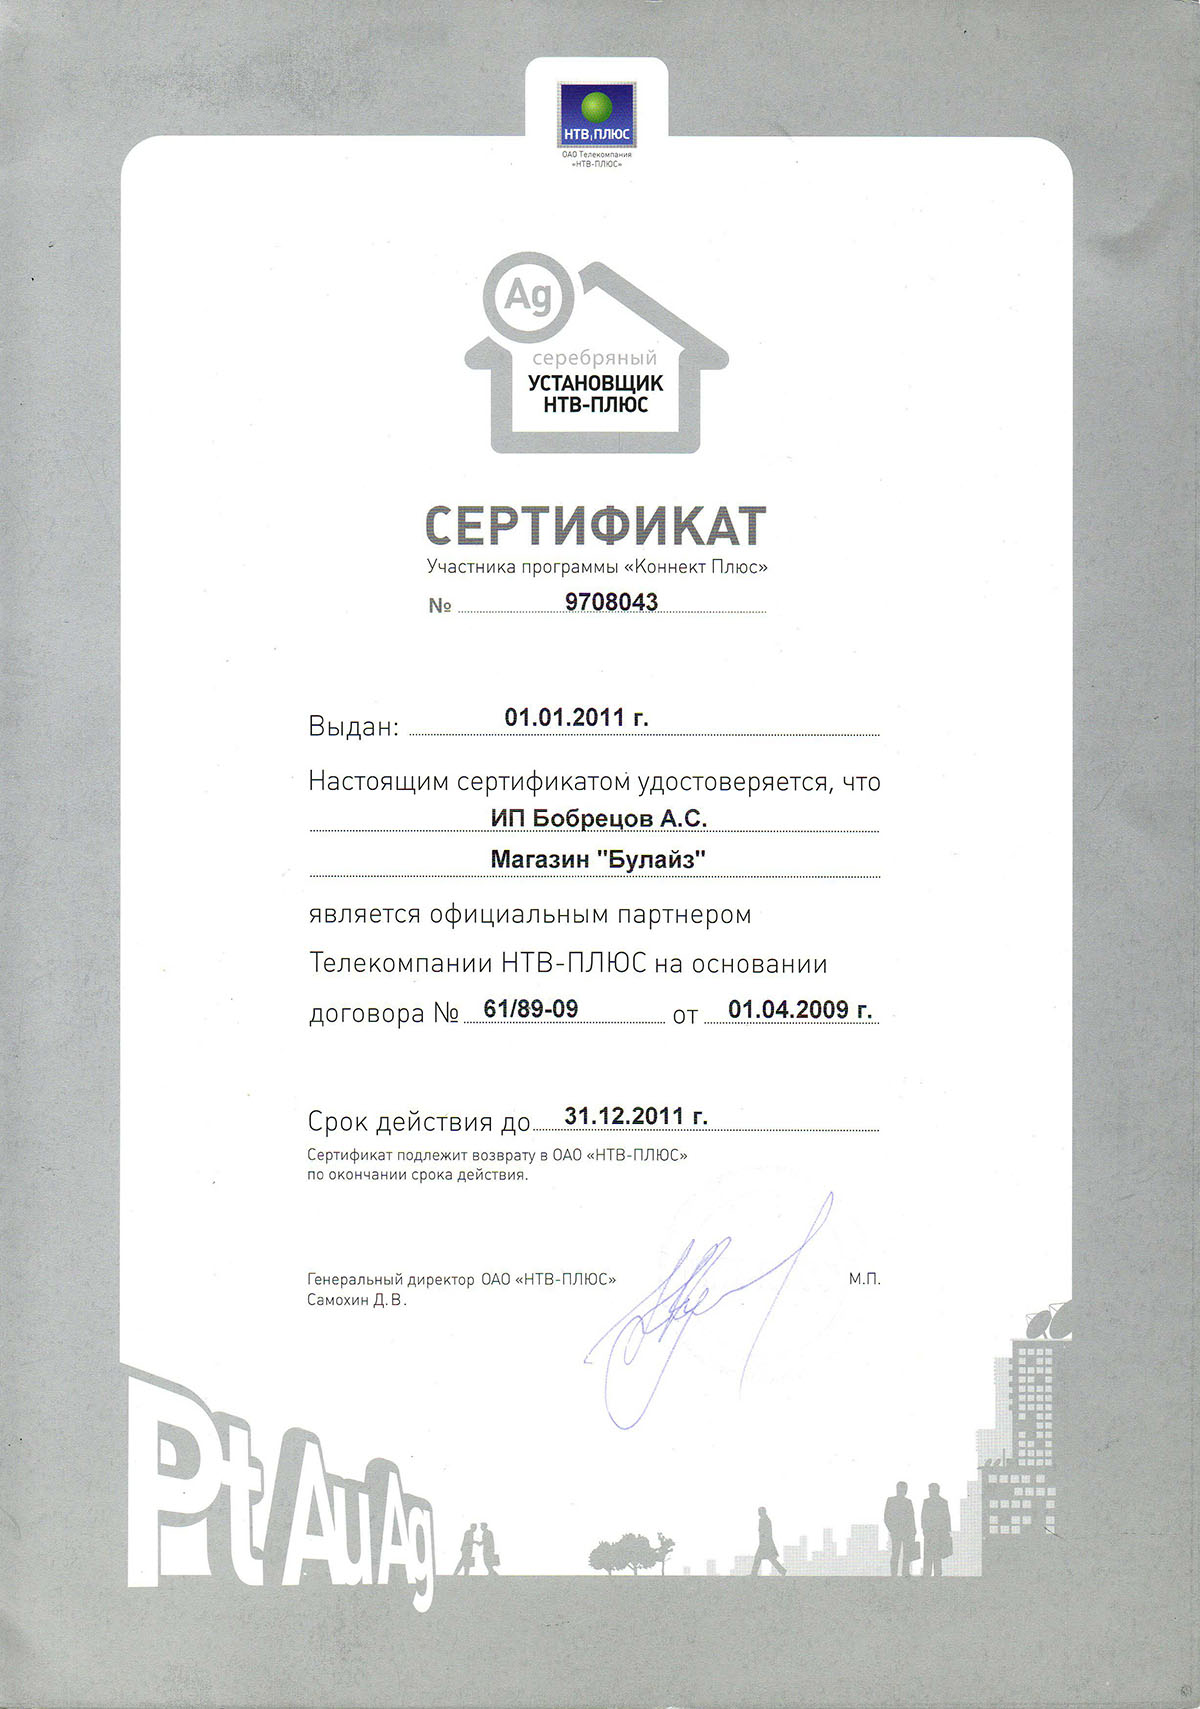 НТВ ПЛЮС
ОАО Телекомпания
«НТВ-ПЛЮС»
Ag
серебряный
УСТАНОВЩИК
НТВ-ПЛЮС
СЕРТИФИКАТ
Участника программы «Коннект Плюс»
№ 9708043
Выдан: 01.01.2011 г.
Настоящим сертификатом удостоверяется, что
ИП Бобрецов А.С.
Магазин "Булайз"
является официальным партнером
Телекомпании НТВ-ПЛЮС на основании
договора № 61/89-09 от 01.04.2009 г.
Срок действия до 31.12.2011 г.
Сертификат подлежит возврату в ОАО «НТВ-ПЛЮС»
по окончании срока действия.
Генеральный директор ОАО «НТВ-ПЛЮС» М.П.
Самохин Д.В.
Pt Au Ag